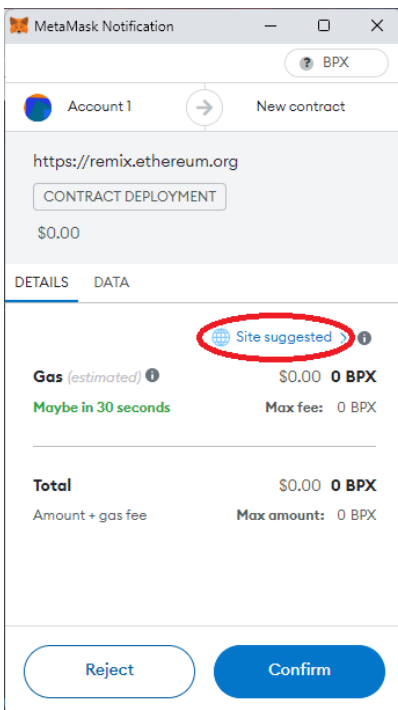 MetaMask Notification
BPX
Account 1
New contract
https://remix.ethereum.org
CONTRACT DEPLOYMENT
$0.00
DETAILS DATA
Site suggested >
Gas (estimated) $0.00 0 BPX
Maybe in 30 seconds Max fee: 0 BPX
Total $0.00 0 BPX
Amount + gas fee Max amount: 0 BPX
Reject Confirm